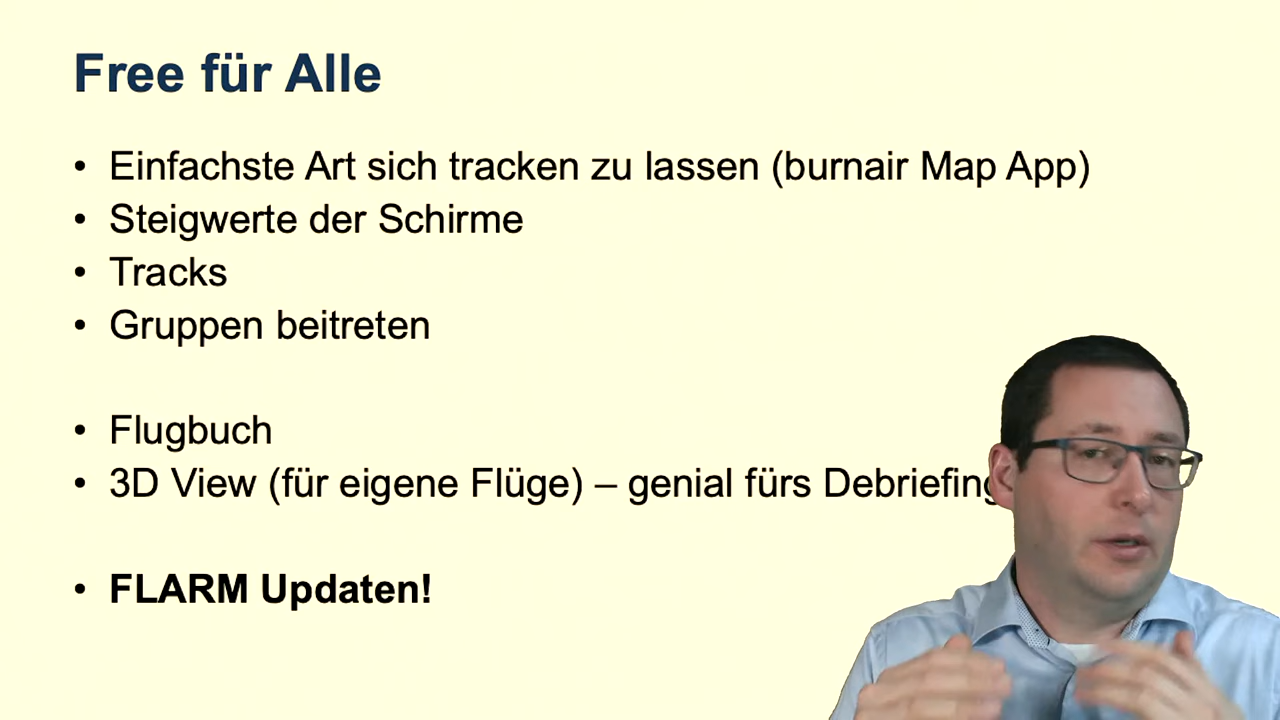 Free für Alle
• Einfachste Art sich tracken zu lassen (burnair Map App)
• Steigwerte der Schirme
• Tracks
• Gruppen beitreten
• Flugbuch
• 3D View (für eigene Flüge) – genial fürs Debriefing
• FLARM Updaten!